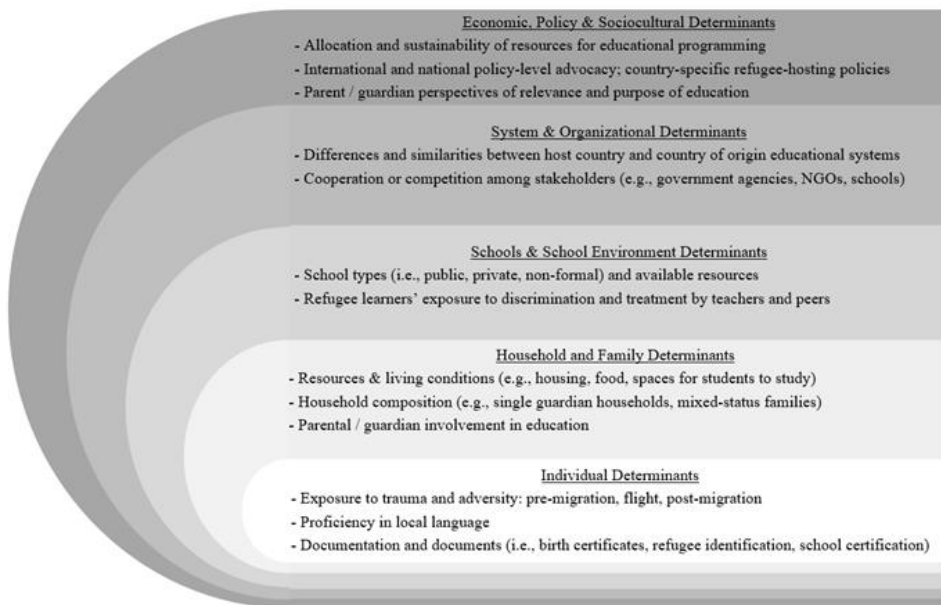 Economic, Policy & Sociocultural Determinants
- Allocation and sustainability of resources for educational programming
- International and national policy-level advocacy; country-specific refugee-hosting policies
- Parent / guardian perspectives of relevance and purpose of education
System & Organizational Determinants
- Differences and similarities between host country and country of origin educational systems
- Cooperation or competition among stakeholders (e.g., government agencies, NGOs, schools)
Schools & School Environment Determinants
- School types (i.e., public, private, non-formal) and available resources
- Refugee learners' exposure to discrimination and treatment by teachers and peers
Household and Family Determinants
- Resources & living conditions (e.g., housing, food, spaces for students to study)
- Household composition (e.g., single guardian households, mixed-status families)
- Parental / guardian involvement in education
Individual Determinants
- Exposure to trauma and adversity: pre-migration, flight, post-migration
- Proficiency in local language
- Documentation and documents (i.e., birth certificates, refugee identification, school certification)